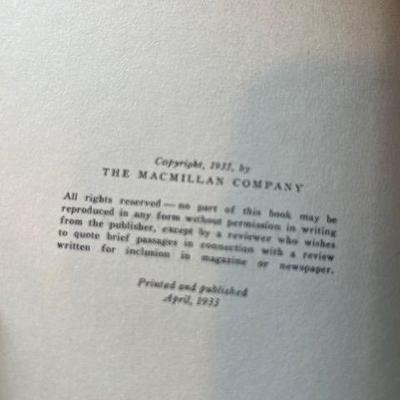 Copyright, 1933, by
THE MACMILLAN COMPANY
All rights reserved — no part of this book may be
reproduced in any form without permission in writing
from the publisher, except by a reviewer who wishes
to quote brief passages in connection with a review
written for inclusion in magazine or newspaper.
Printed and published
April, 1933